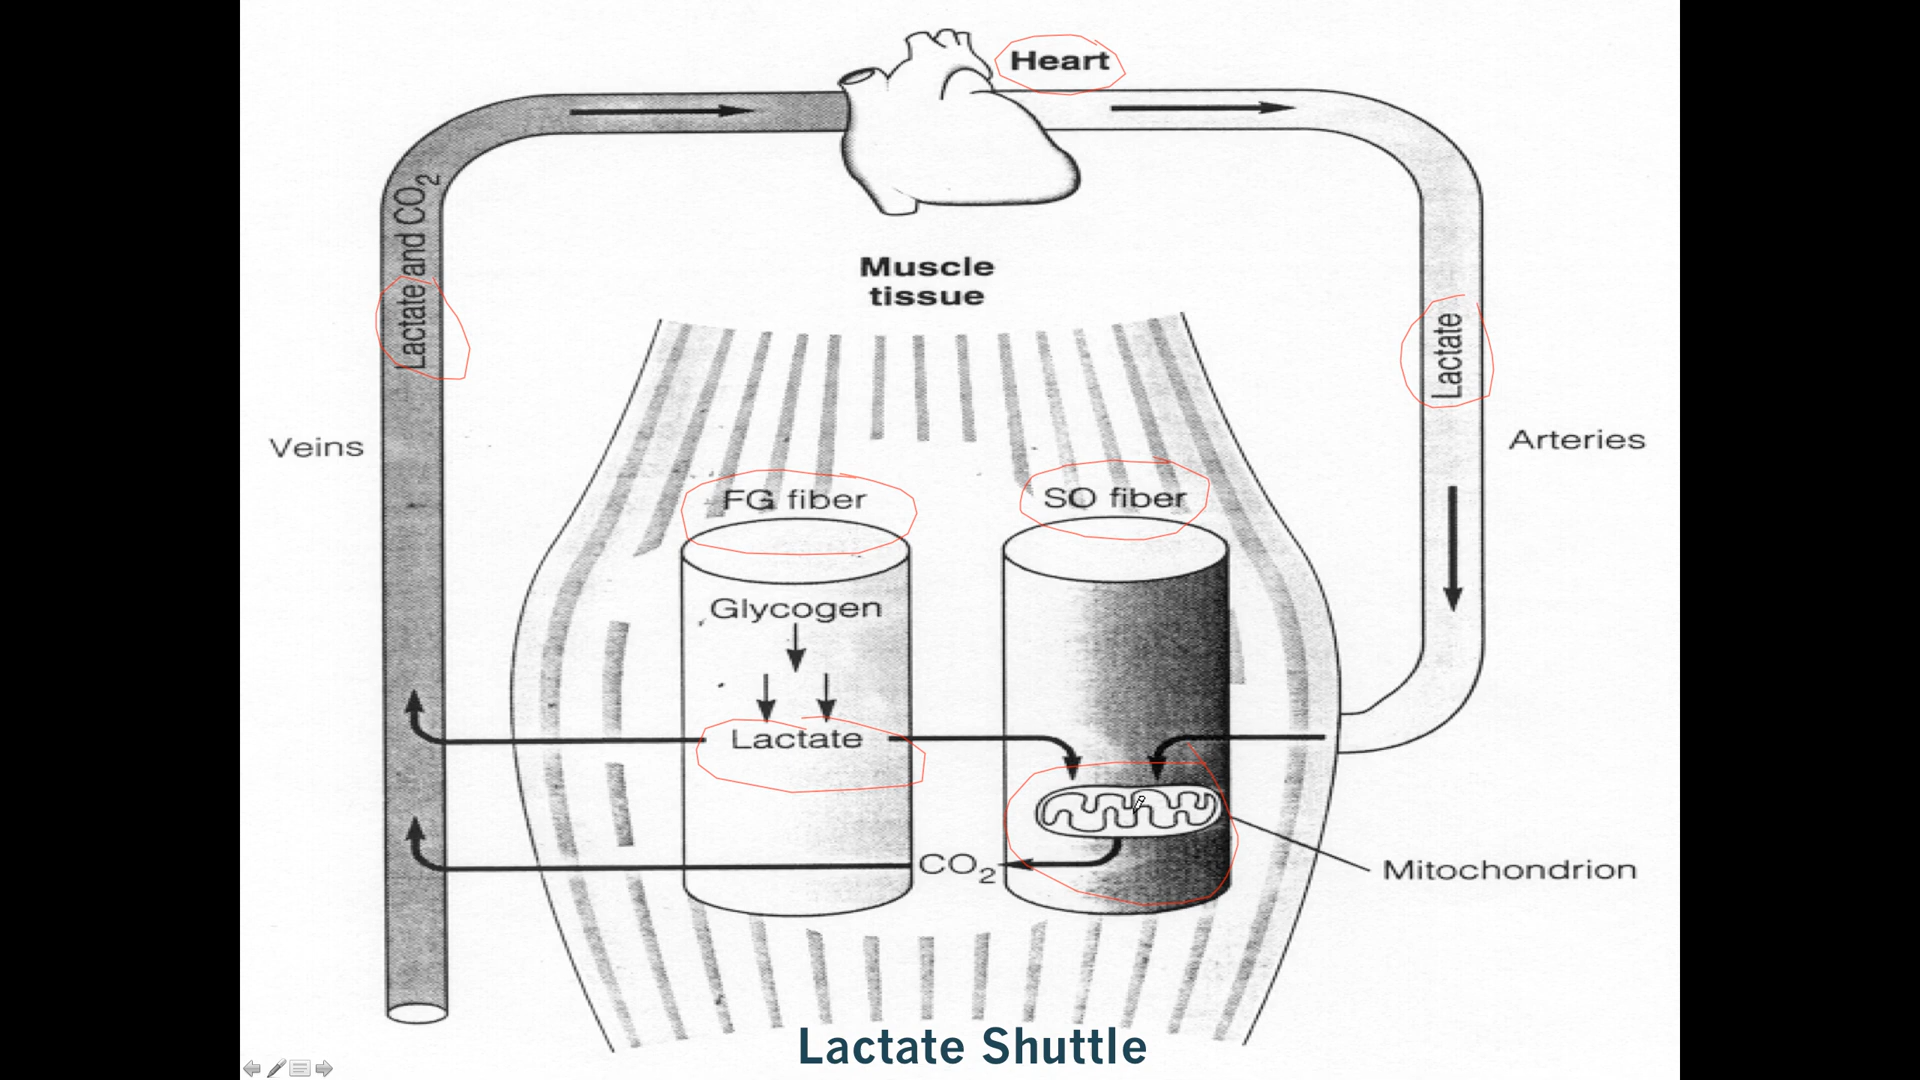 Heart
Lactate and CO₂
Muscle
tissue
Lactate
Veins
Arteries
FG fiber
SO fiber
Glycogen
Lactate
CO₂
Mitochondrion
Lactate Shuttle